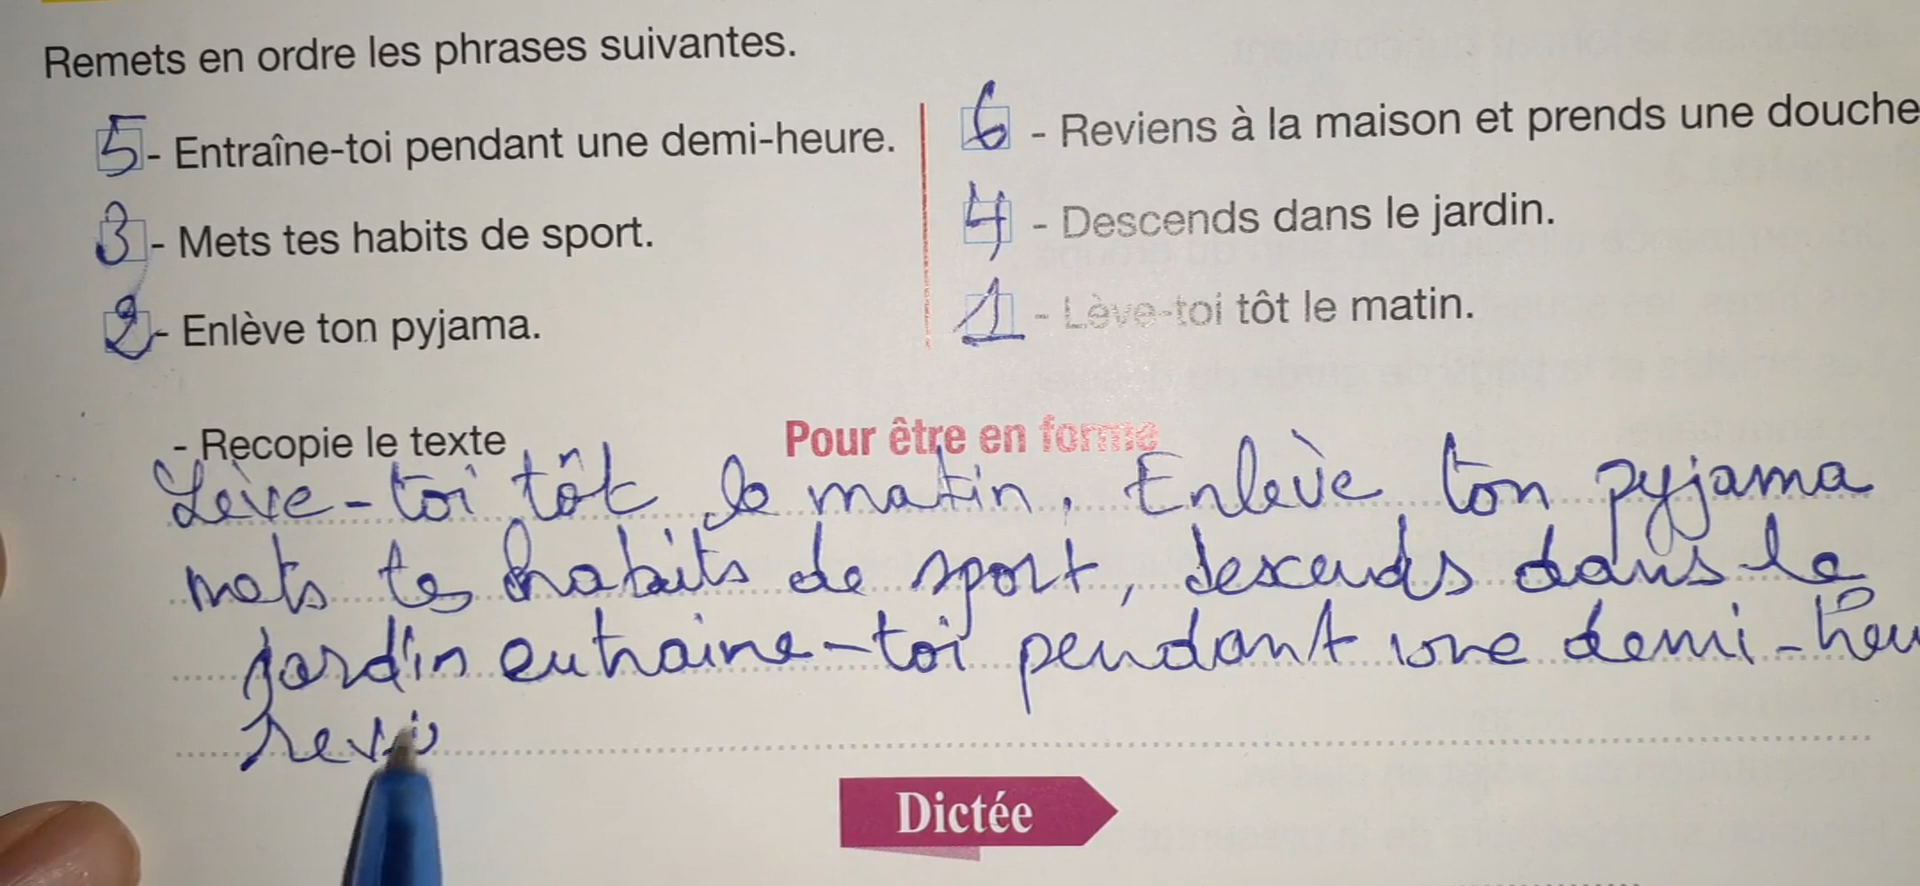 Remets en ordre les phrases suivantes.
5 - Entraîne-toi pendant une demi-heure.
3 - Mets tes habits de sport.
2 - Enlève ton pyjama.
6 - Reviens à la maison et prends une douche
4 - Descends dans le jardin.
1 - Lève-toi tôt le matin.
- Recopie le texte
Pour être en forme
Lève-toi tôt le matin. Enlève ton pyjama
mets tes habits de sport, descends dans le
jardin entraine-toi pendant une demi-heu
revi
Dictée